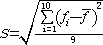 S=√(∑_{i=1}^{10}(f_i−f̅)²/9)